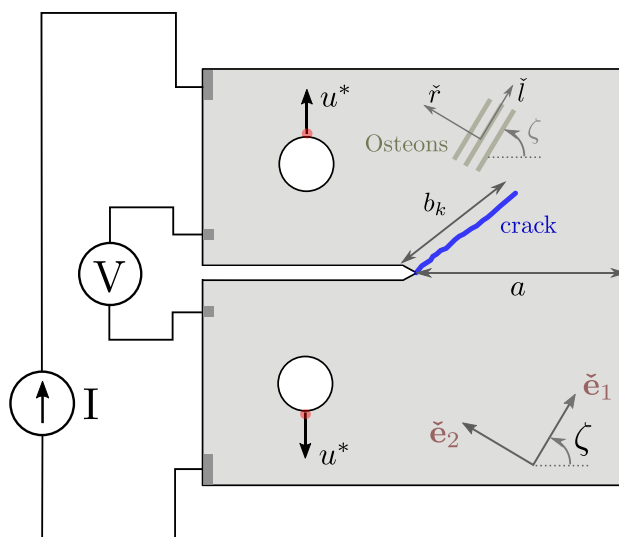 u*
ř
ľ
ζ
Osteons
b_k
crack
V
a
I
ě₁
ě₂
ζ
u*